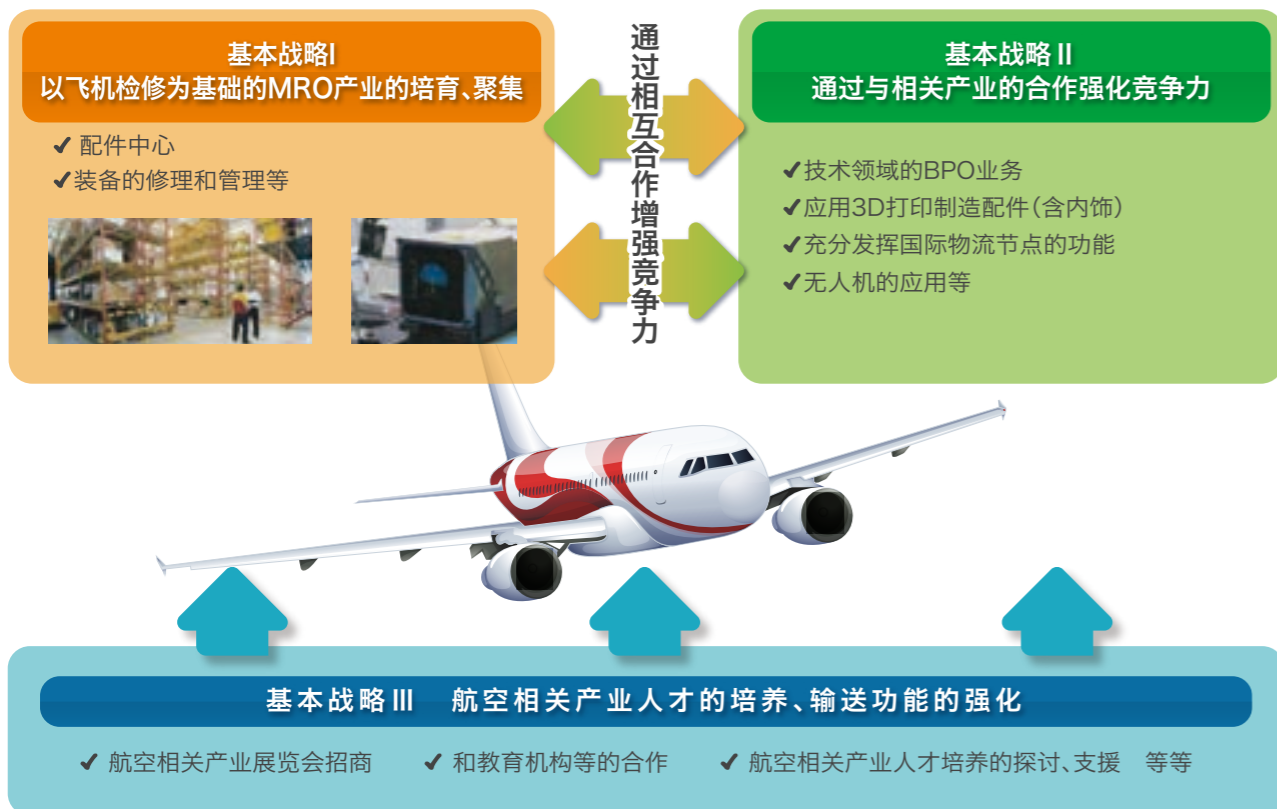 基本战略Ⅰ
以飞机检修为基础的MRO产业的培育、聚集
✔ 配件中心
✔装备的修理和管理等
通过相互合作增强竞争力
基本战略Ⅱ
通过与相关产业的合作强化竞争力
✔技术领域的BPO业务
✔应用3D打印制造配件(含内饰)
✔充分发挥国际物流节点的功能
✔无人机的应用等
基本战略Ⅲ　航空相关产业人才的培养、输送功能的强化
✔ 航空相关产业展览会招商　✔ 和教育机构等的合作　✔ 航空相关产业人才培养的探讨、支援　等等